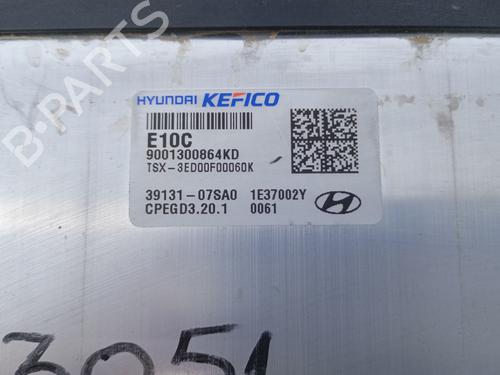 HYUNDAI KEFICO
E10C
9001300864KD
TSX-3ED00F00060K
39131-07SA0 1E37002Y
CPEGD3.20.1 0061
3051
B-PARTS